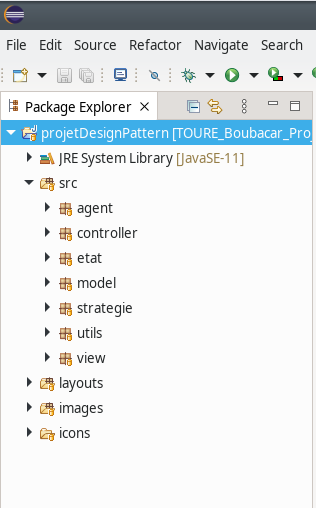 File Edit Source Refactor Navigate Search
Package Explorer
projetDesignPattern [TOURE_Boubacar_Pro
JRE System Library [JavaSE-11]
src
agent
controller
etat
model
strategie
utils
view
layouts
images
icons